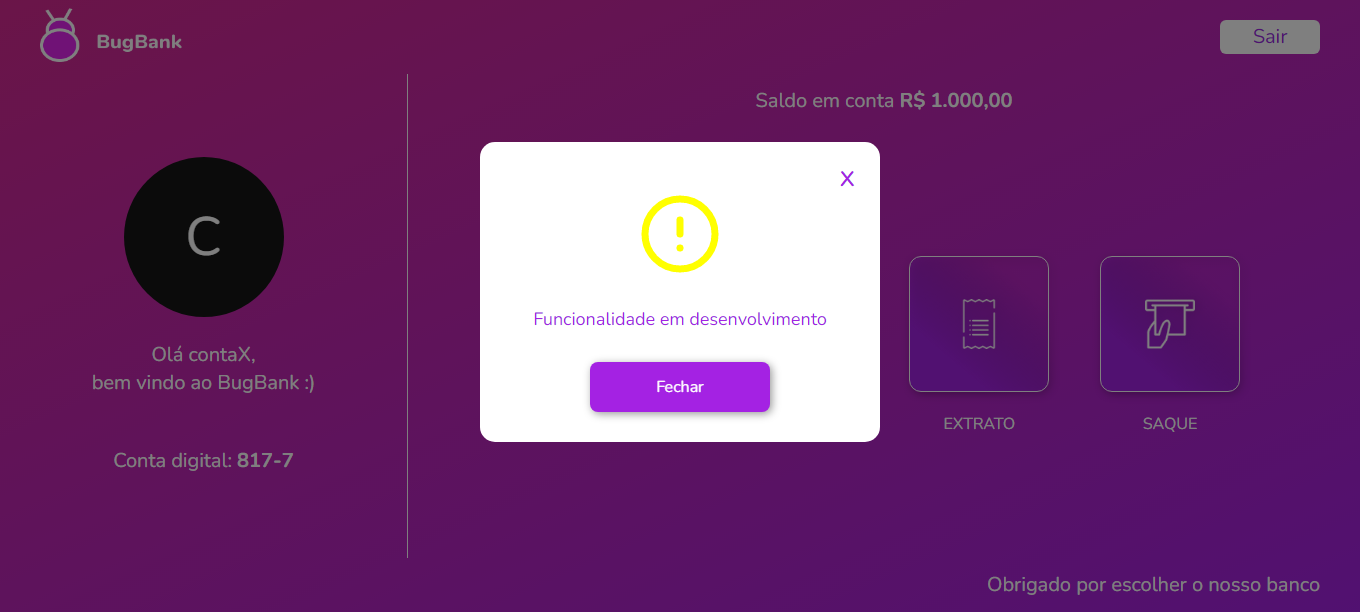 BugBank
Sair
Saldo em conta R$ 1.000,00
X
C
Funcionalidade em desenvolvimento
Olá contaX,
bem vindo ao BugBank :)
Fechar
EXTRATO
SAQUE
Conta digital: 817-7
Obrigado por escolher o nosso banco